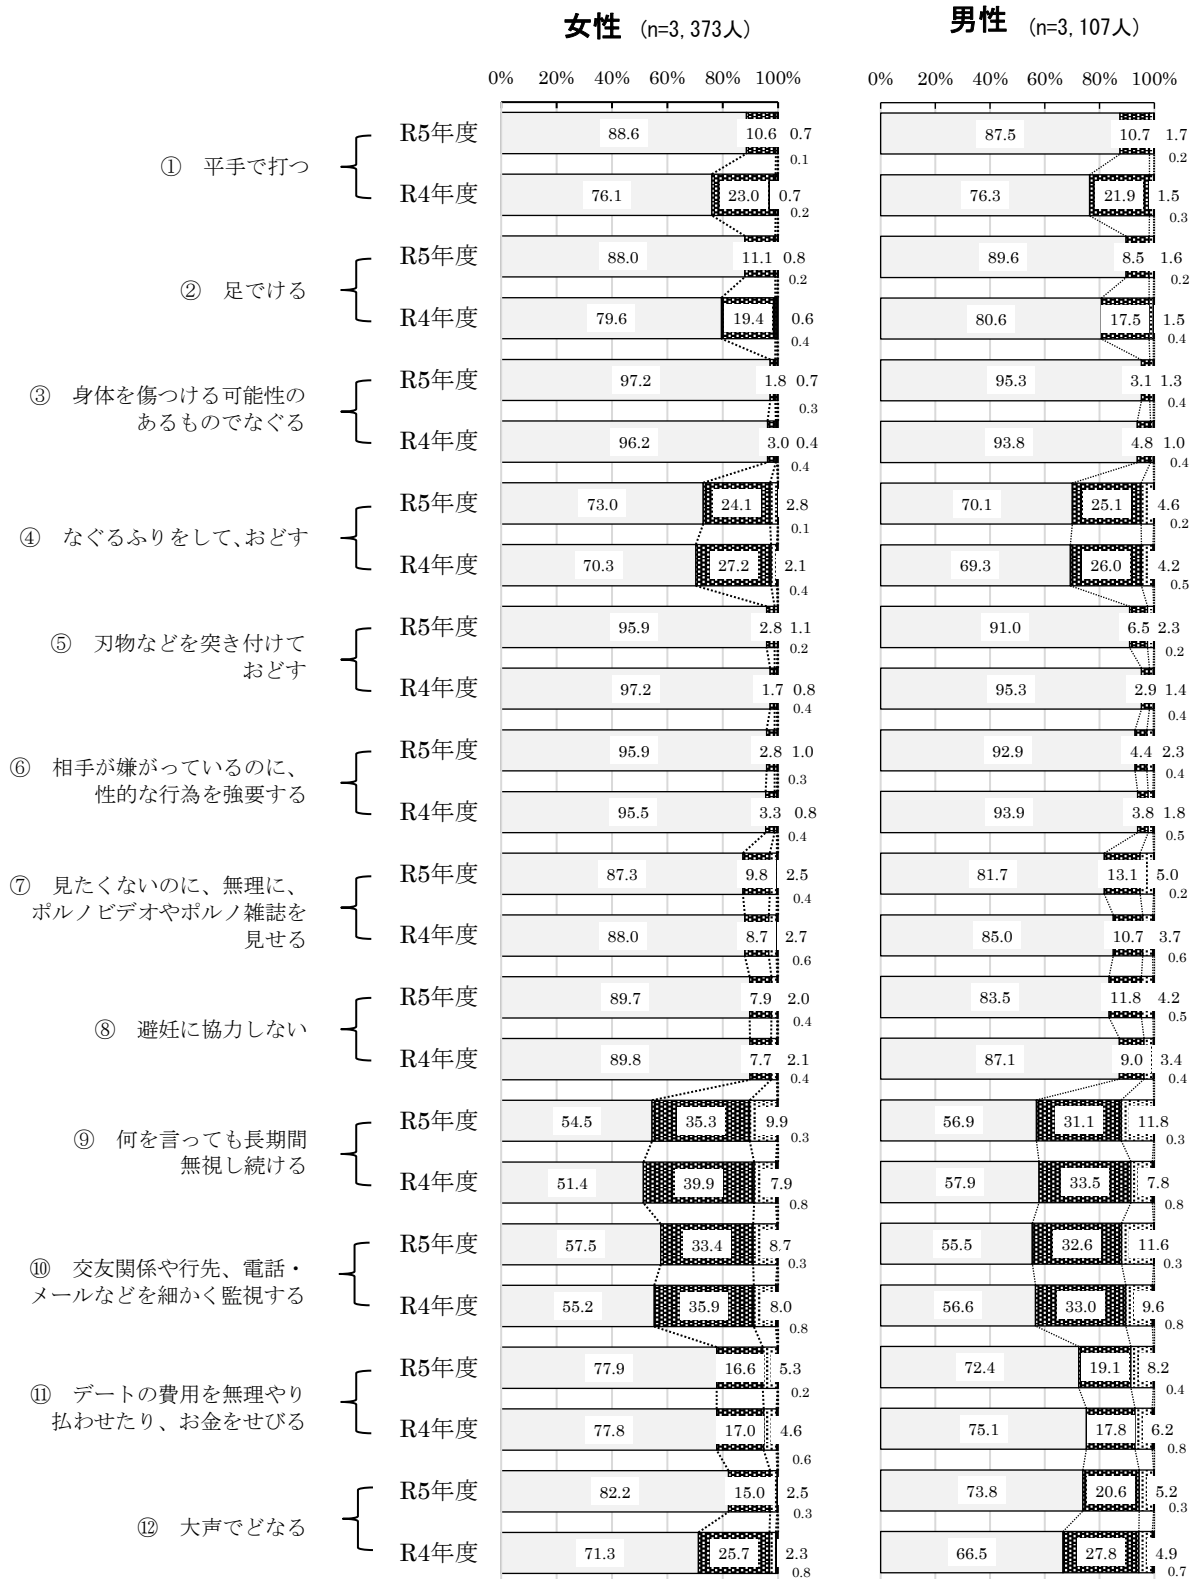 女性 (n=3,373人) 男性 (n=3,107人)
0% 20% 40% 60% 80% 100% 0% 20% 40% 60% 80% 100%
① 平手で打つ
R5年度 88.6 10.6 0.7 0.1 87.5 10.7 1.7 0.2
R4年度 76.1 23.0 0.7 0.2 76.3 21.9 1.5 0.3
② 足でける
R5年度 88.0 11.1 0.8 0.2 89.6 8.5 1.6 0.2
R4年度 79.6 19.4 0.6 0.4 80.6 17.5 1.5 0.4
③ 身体を傷つける可能性の
あるものでなぐる
R5年度 97.2 1.8 0.7 0.3 95.3 3.1 1.3 0.4
R4年度 96.2 3.0 0.4 0.4 93.8 4.8 1.0 0.4
④ なぐるふりをして、おどす
R5年度 73.0 24.1 2.8 0.1 70.1 25.1 4.6 0.2
R4年度 70.3 27.2 2.1 0.4 69.3 26.0 4.2 0.5
⑤ 刃物などを突き付けて
おどす
R5年度 95.9 2.8 1.1 0.2 91.0 6.5 2.3 0.2
R4年度 97.2 1.7 0.8 0.4 95.3 2.9 1.4 0.4
⑥ 相手が嫌がっているのに、
性的な行為を強要する
R5年度 95.9 2.8 1.0 0.3 92.9 4.4 2.3 0.4
R4年度 95.5 3.3 0.8 0.4 93.9 3.8 1.8 0.5
⑦ 見たくないのに、無理に、
ポルノビデオやポルノ雑誌を
見せる
R5年度 87.3 9.8 2.5 0.4 81.7 13.1 5.0 0.2
R4年度 88.0 8.7 2.7 0.6 85.0 10.7 3.7 0.6
⑧ 避妊に協力しない
R5年度 89.7 7.9 2.0 0.4 83.5 11.8 4.2 0.5
R4年度 89.8 7.7 2.1 0.4 87.1 9.0 3.4 0.4
⑨ 何を言っても長期間
無視し続ける
R5年度 54.5 35.3 9.9 0.3 56.9 31.1 11.8 0.3
R4年度 51.4 39.9 7.9 0.8 57.9 33.5 7.8 0.8
⑩ 交友関係や行先、電話・
メールなどを細かく監視する
R5年度 57.5 33.4 8.7 0.3 55.5 32.6 11.6 0.3
R4年度 55.2 35.9 8.0 0.8 56.6 33.0 9.6 0.8
⑪ デートの費用を無理やり
払わせたり、お金をせびる
R5年度 77.9 16.6 5.3 0.2 72.4 19.1 8.2 0.4
R4年度 77.8 17.0 4.6 0.6 75.1 17.8 6.2 0.8
⑫ 大声でどなる
R5年度 82.2 15.0 2.5 0.3 73.8 20.6 5.2 0.3
R4年度 71.3 25.7 2.3 0.8 66.5 27.8 4.9 0.7